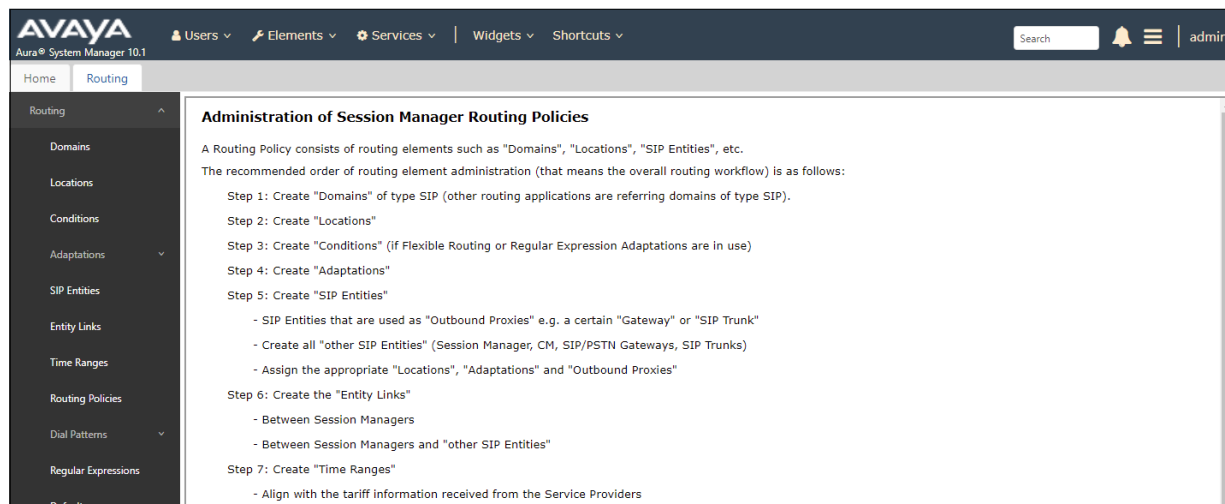 AVAYA
Aura® System Manager 10.1
Users Elements Services | Widgets Shortcuts
Search
admin
Home Routing
Routing
Domains
Locations
Conditions
Adaptations
SIP Entities
Entity Links
Time Ranges
Routing Policies
Dial Patterns
Regular Expressions
Administration of Session Manager Routing Policies
A Routing Policy consists of routing elements such as "Domains", "Locations", "SIP Entities", etc.
The recommended order of routing element administration (that means the overall routing workflow) is as follows:
Step 1: Create "Domains" of type SIP (other routing applications are referring domains of type SIP).
Step 2: Create "Locations"
Step 3: Create "Conditions" (if Flexible Routing or Regular Expression Adaptations are in use)
Step 4: Create "Adaptations"
Step 5: Create "SIP Entities"
- SIP Entities that are used as "Outbound Proxies" e.g. a certain "Gateway" or "SIP Trunk"
- Create all "other SIP Entities" (Session Manager, CM, SIP/PSTN Gateways, SIP Trunks)
- Assign the appropriate "Locations", "Adaptations" and "Outbound Proxies"
Step 6: Create the "Entity Links"
- Between Session Managers
- Between Session Managers and "other SIP Entities"
Step 7: Create "Time Ranges"
- Align with the tariff information received from the Service Providers